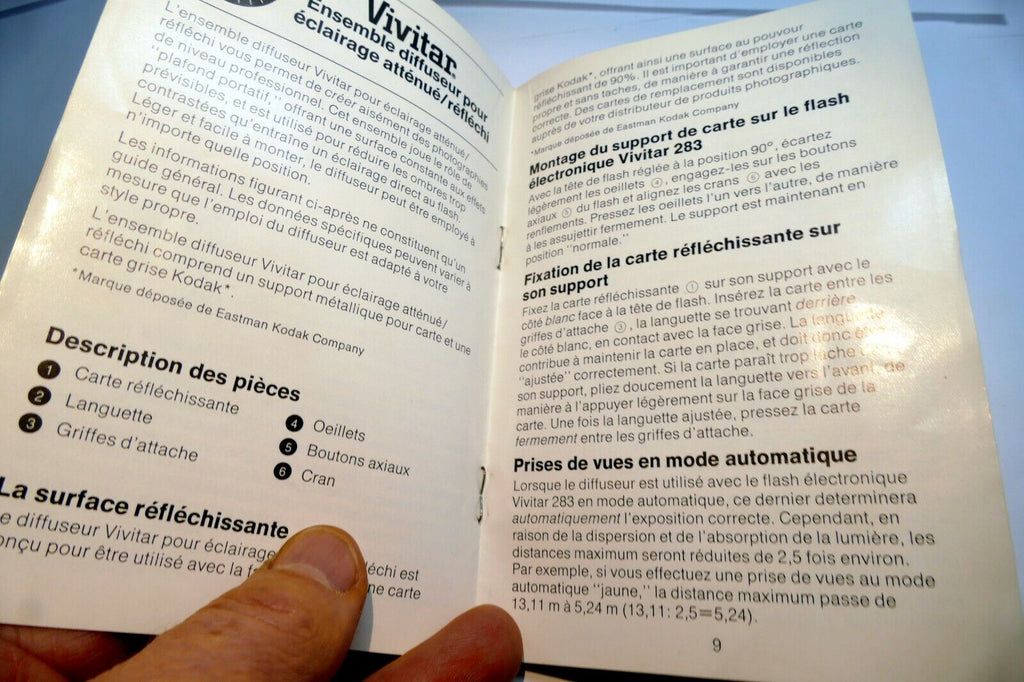 Vivitar®
Ensemble diffuseur pour
éclairage atténué/réfléchi
L'ensemble diffuseur Vivitar pour éclairage atténué/
réfléchi vous permet de créer aisément des photographies
de niveau professionnel. Cet ensemble joue le rôle de
"plafond portatif," offrant une surface constante aux effets
prévisibles, et est utilisé pour réduire les ombres trop
contrastées qu'entraîne un éclairage direct au flash.
Léger et facile à monter, le diffuseur peut être employé à
n'importe quelle position.
Les informations figurant ci-après ne constituent qu'un
guide général. Les données spécifiques peuvent varier à
mesure que l'emploi du diffuseur est adapté à votre
style propre.
L'ensemble diffuseur Vivitar pour éclairage atténué/
réfléchi comprend un support métallique pour carte et une
carte grise Kodak*.
*Marque déposée de Eastman Kodak Company
Description des pièces
1 Carte réfléchissante
2 Languette
3 Griffes d'attache
4 Oeillets
5 Boutons axiaux
6 Cran
La surface réfléchissante
e diffuseur Vivitar pour éclairage fléchi est
onçu pour être utilisé avec la ne carte
grise Kodak*, offrant ainsi une surface au pouvoir
réfléchissant de 90%. Il est important d'employer une carte
propre et sans taches, de manière à garantir une réflection
correcte. Des cartes de remplacement sont disponibles
auprès de votre distributeur de produits photographiques.
*Marque déposée de Eastman Kodak Company
Montage du support de carte sur le flash
électronique Vivitar 283
Avec la tête de flash réglée à la position 90°, écartez
légèrement les oeillets ④, engagez-les sur les boutons
axiaux ⑤ du flash et alignez les crans ⑥ avec les
renflements. Pressez les oeillets l'un vers l'autre, de manière
à les assujettir fermement. Le support est maintenant en
position "normale."
Fixation de la carte réfléchissante sur
son support
Fixez la carte réfléchissante ① sur son support avec le
côté blanc face à la tête de flash. Insérez la carte entre les
griffes d'attache ③, la languette se trouvant derrière
le côté blanc, en contact avec la face grise. La languette
contribue à maintenir la carte en place, et doit donc être
"ajustée" correctement. Si la carte paraît trop lâche
son support, pliez doucement la languette vers l'avant, de
manière à l'appuyer légèrement sur la face grise de la
carte. Une fois la languette ajustée, pressez la carte
fermement entre les griffes d'attache.
Prises de vues en mode automatique
Lorsque le diffuseur est utilisé avec le flash électronique
Vivitar 283 en mode automatique, ce dernier determinera
automatiquement l'exposition correcte. Cependant, en
raison de la dispersion et de l'absorption de la lumière, les
distances maximum seront réduites de 2,5 fois environ.
Par exemple, si vous effectuez une prise de vues au mode
automatique "jaune," la distance maximum passe de
13,11 m à 5,24 m (13,11: 2,5=5,24).
9